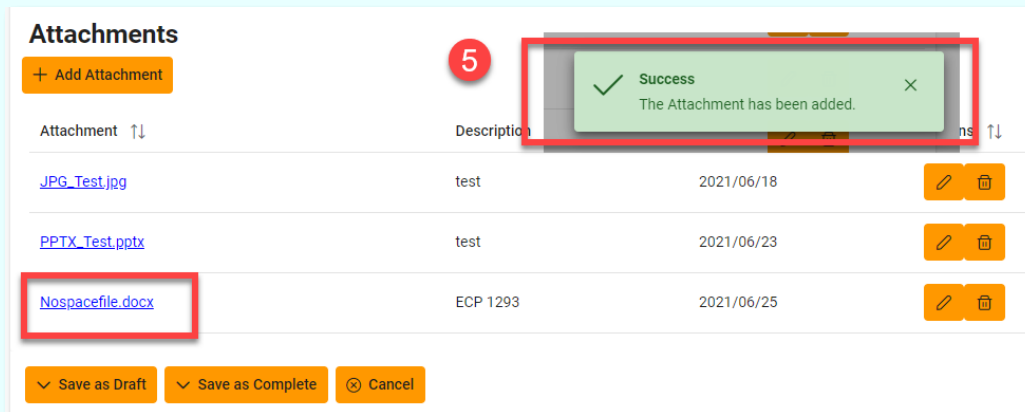 Attachments
+ Add Attachment
5
Success
The Attachment has been added.
Attachment Description ns
JPG_Test.jpg test 2021/06/18
PPTX_Test.pptx test 2021/06/23
Nospacefile.docx ECP 1293 2021/06/25
Save as Draft Save as Complete Cancel